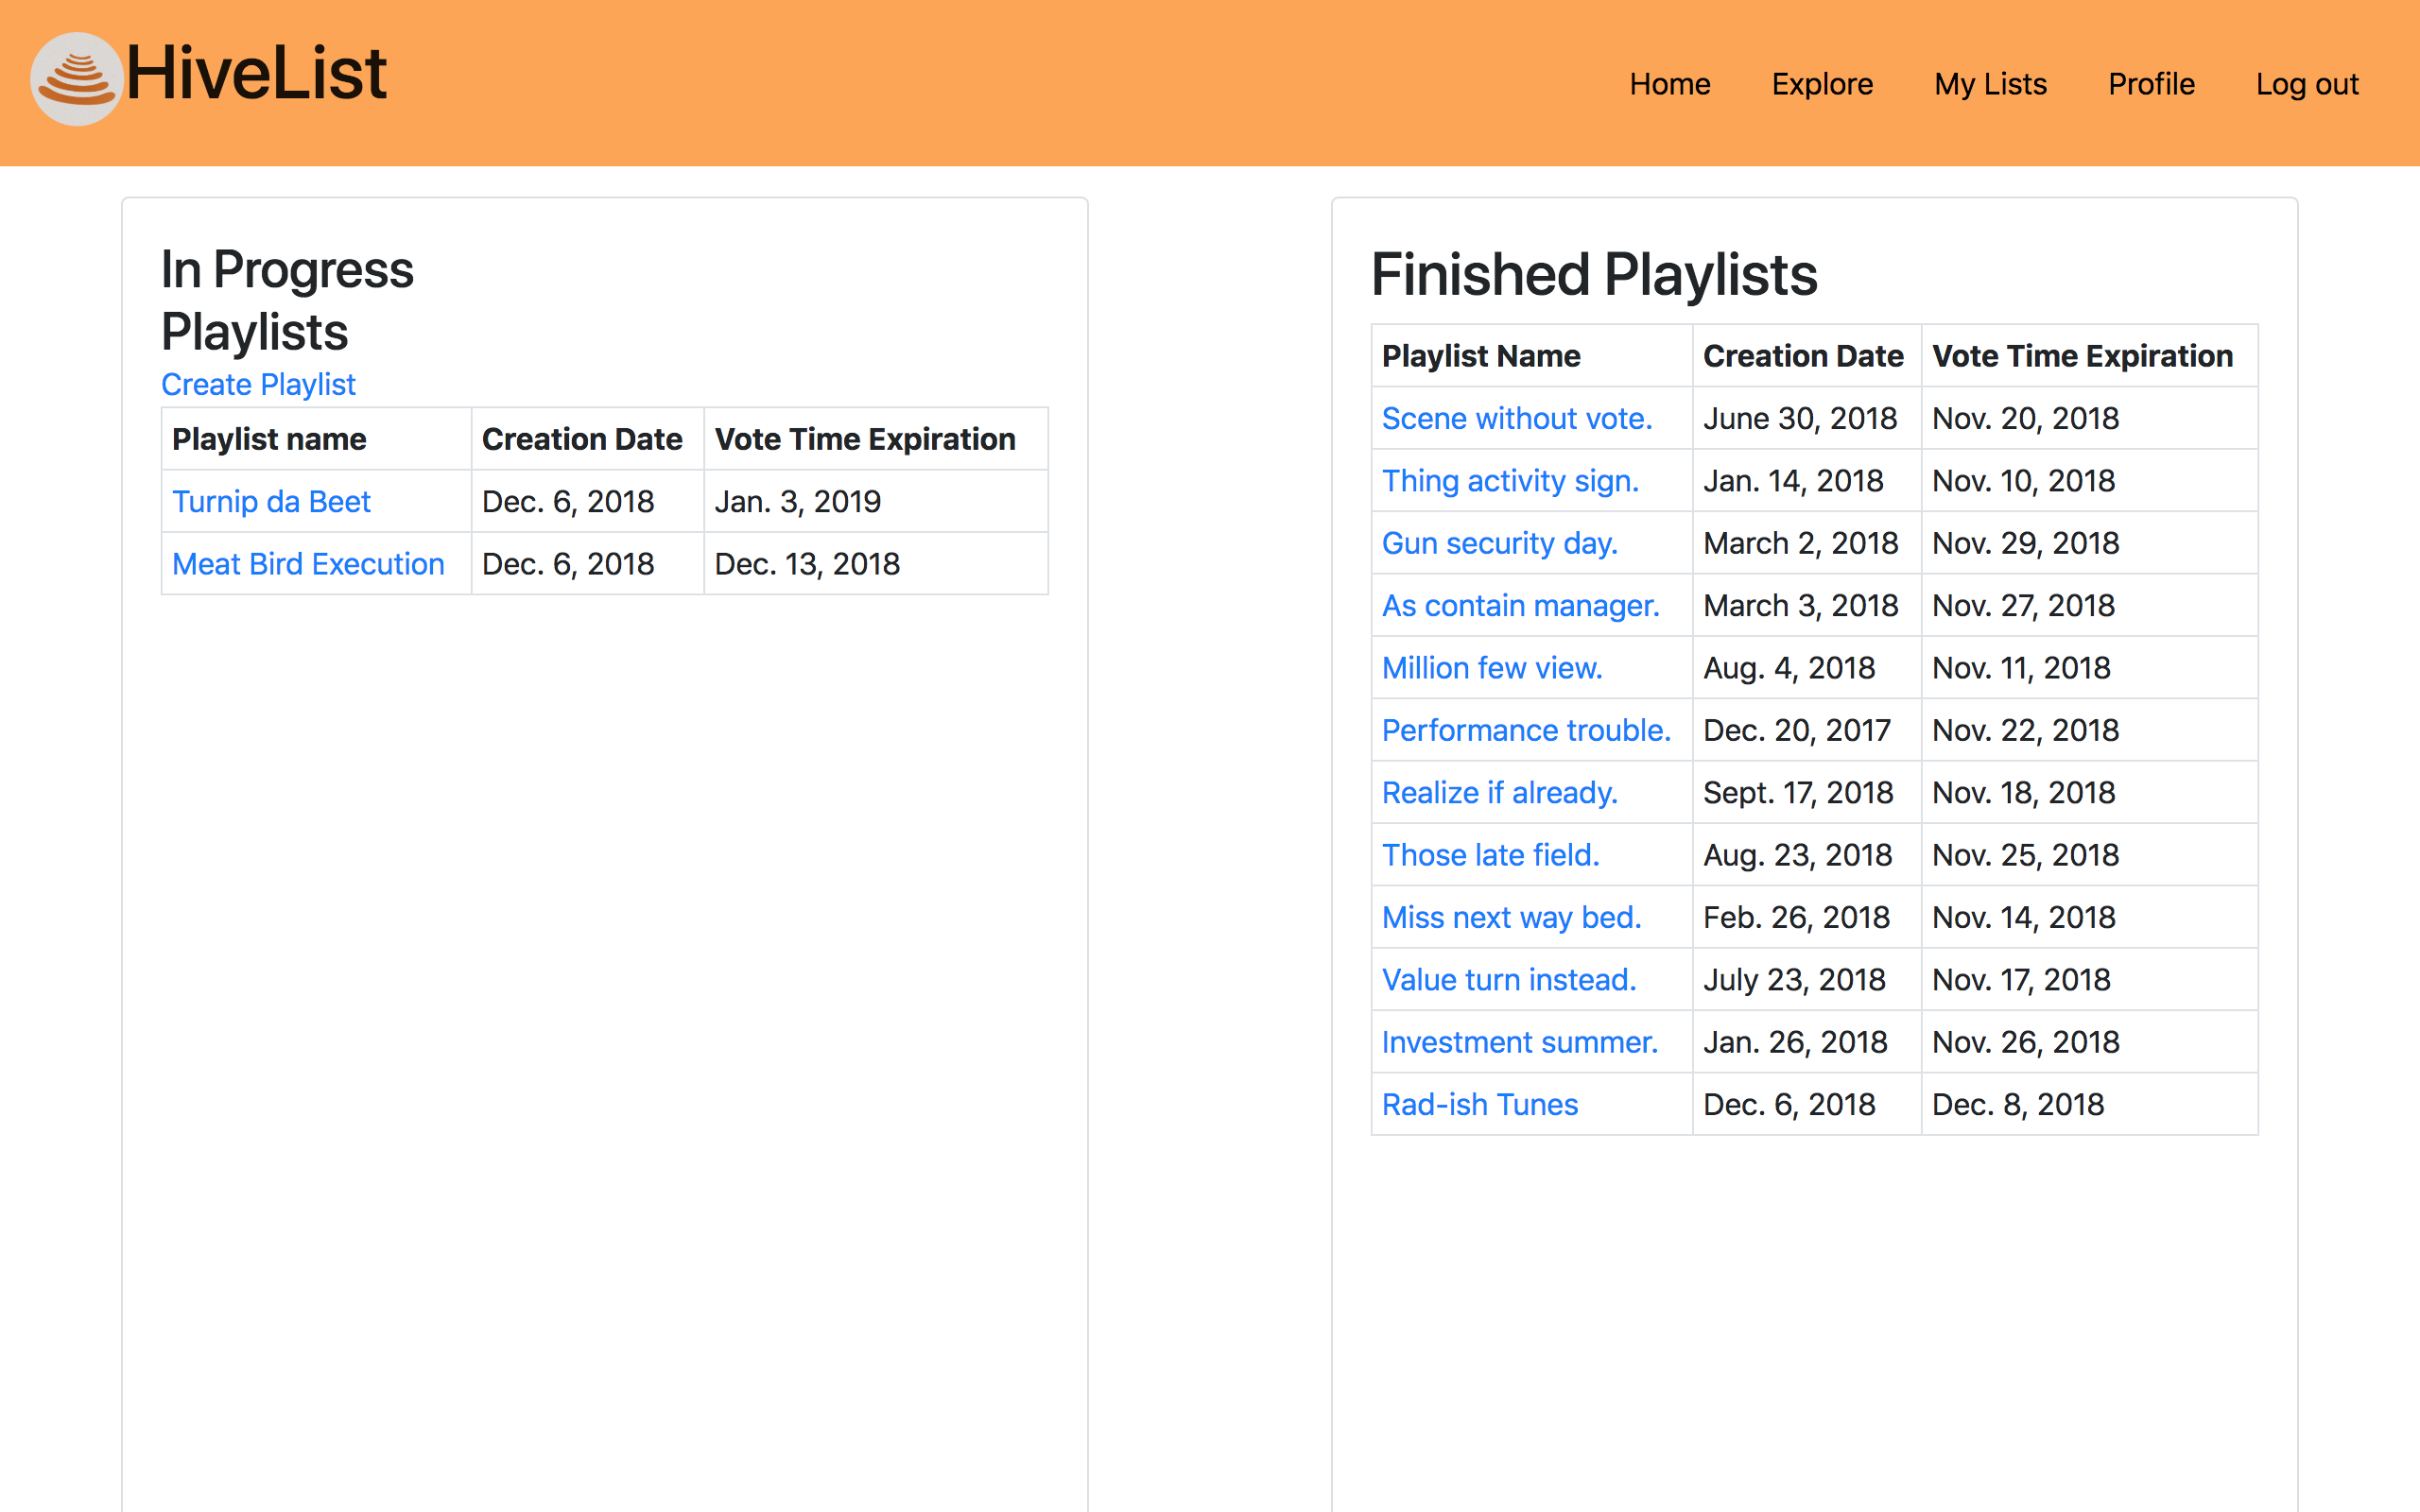 HiveList
Home Explore My Lists Profile Log out
In Progress
Playlists
Create Playlist
Playlist name Creation Date Vote Time Expiration
Turnip da Beet Dec. 6, 2018 Jan. 3, 2019
Meat Bird Execution Dec. 6, 2018 Dec. 13, 2018
Finished Playlists
Playlist Name Creation Date Vote Time Expiration
Scene without vote. June 30, 2018 Nov. 20, 2018
Thing activity sign. Jan. 14, 2018 Nov. 10, 2018
Gun security day. March 2, 2018 Nov. 29, 2018
As contain manager. March 3, 2018 Nov. 27, 2018
Million few view. Aug. 4, 2018 Nov. 11, 2018
Performance trouble. Dec. 20, 2017 Nov. 22, 2018
Realize if already. Sept. 17, 2018 Nov. 18, 2018
Those late field. Aug. 23, 2018 Nov. 25, 2018
Miss next way bed. Feb. 26, 2018 Nov. 14, 2018
Value turn instead. July 23, 2018 Nov. 17, 2018
Investment summer. Jan. 26, 2018 Nov. 26, 2018
Rad-ish Tunes Dec. 6, 2018 Dec. 8, 2018